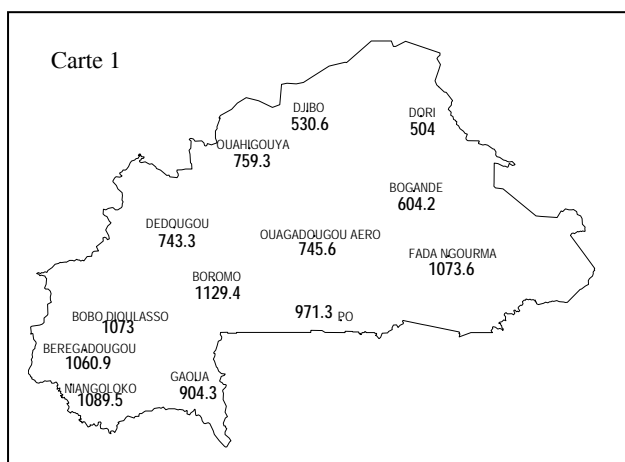 Carte 1
DJIBO
530.6
DORI
504
OUAHIGOUYA
759.3
BOGANDE
604.2
DEDOUGOU
743.3
OUAGADOUGOU AERO
745.6
FADA NGOURMA
1073.6
BOROMO
1129.4
971.3 PO
BOBO DIOULASSO
1073
BEREGADOUGOU
1060.9
NIANGOLOKO
1089.5
GAOUA
904.3